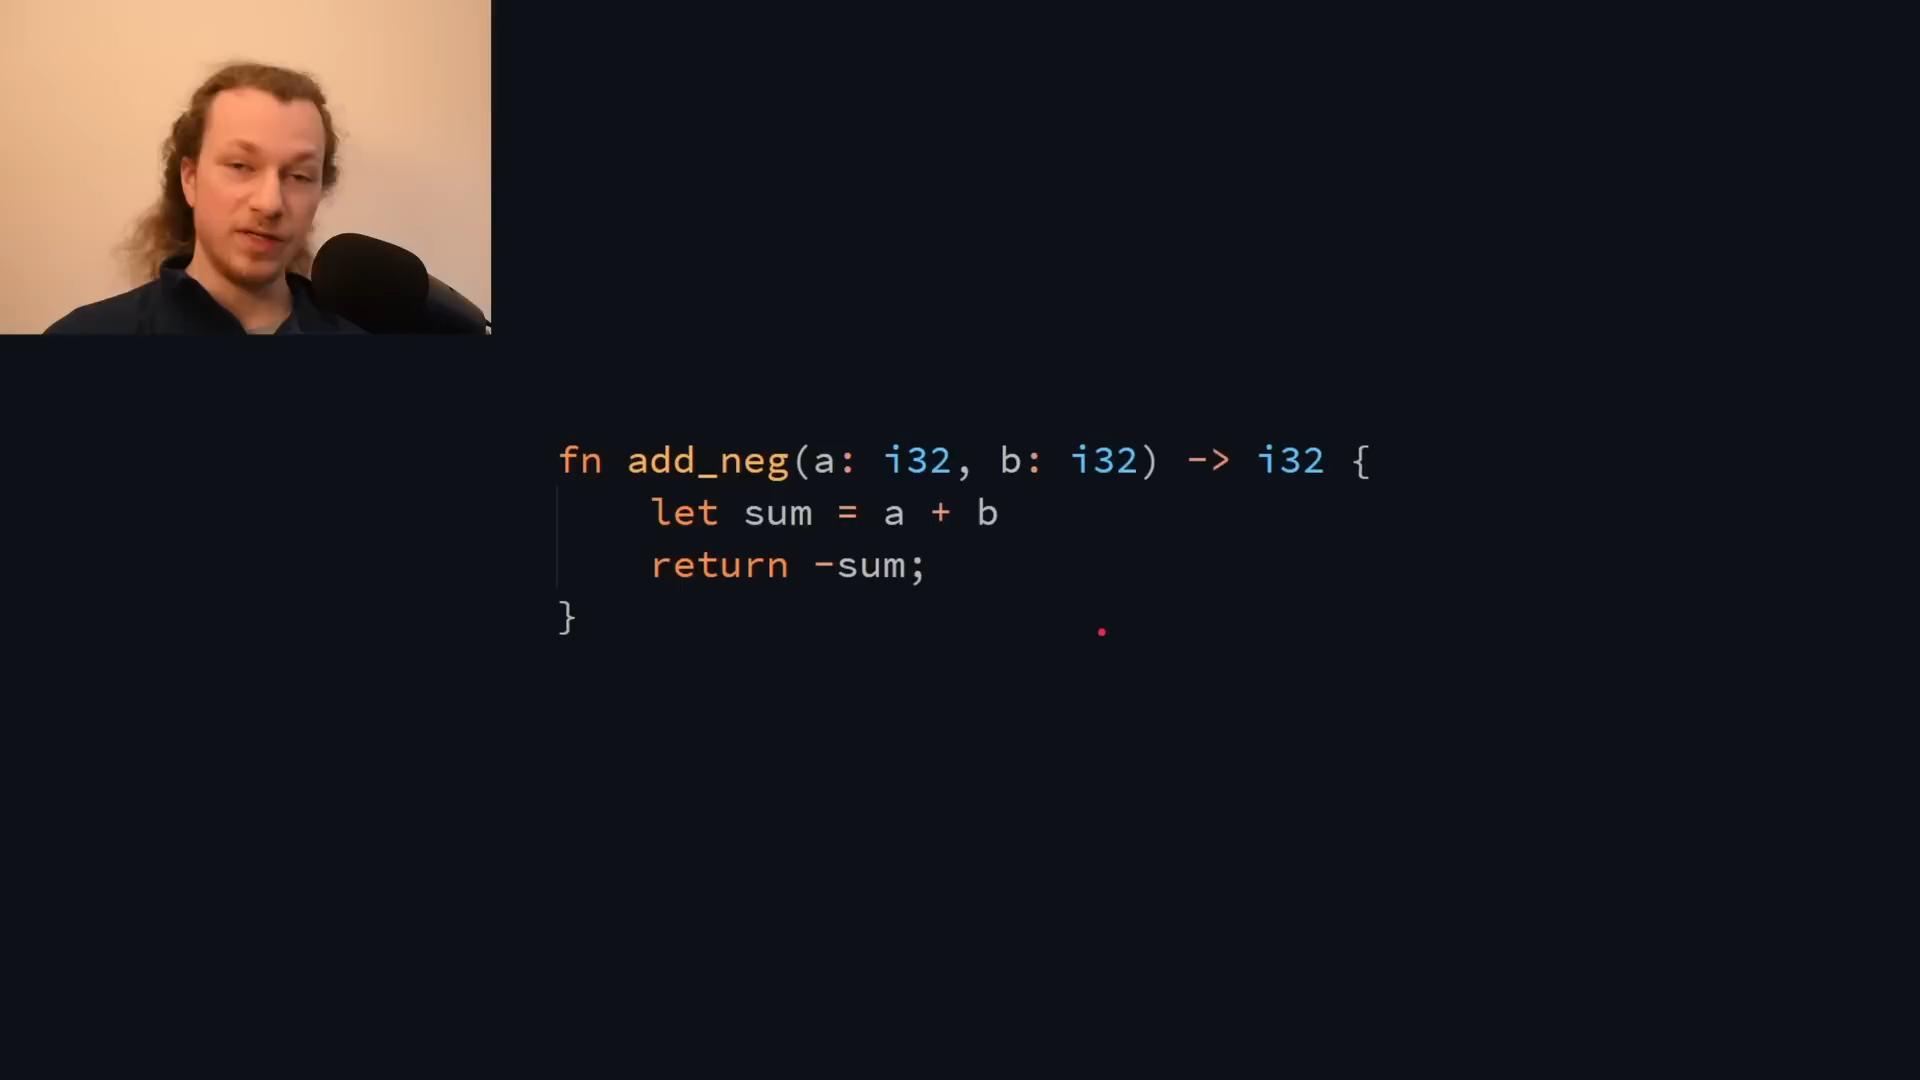 fn add_neg(a: i32, b: i32) -> i32 {
let sum = a + b
return -sum;
}